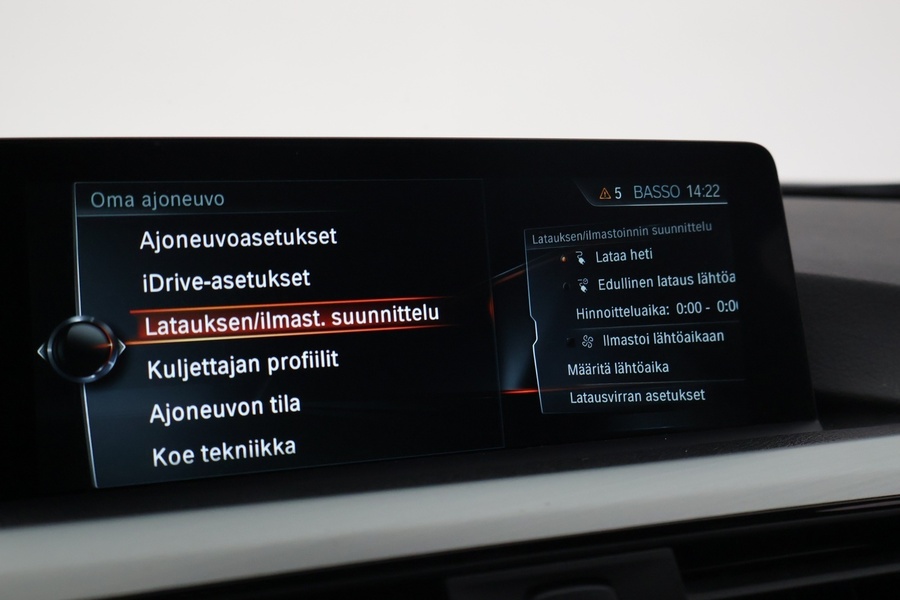 Oma ajoneuvo
Ajoneuvoasetukset
iDrive-asetukset
Latauksen/ilmast. suunnittelu
Kuljettajan profiilit
Ajoneuvon tila
Koe tekniikka
5 BASSO 14:22
Latauksen/ilmastoinnin suunnittelu
Lataa heti
Edullinen lataus lähtöa
Hinnoitteluaika: 0:00 - 0:00
Ilmastoi lähtöaikaan
Määritä lähtöaika
Latausvirran asetukset